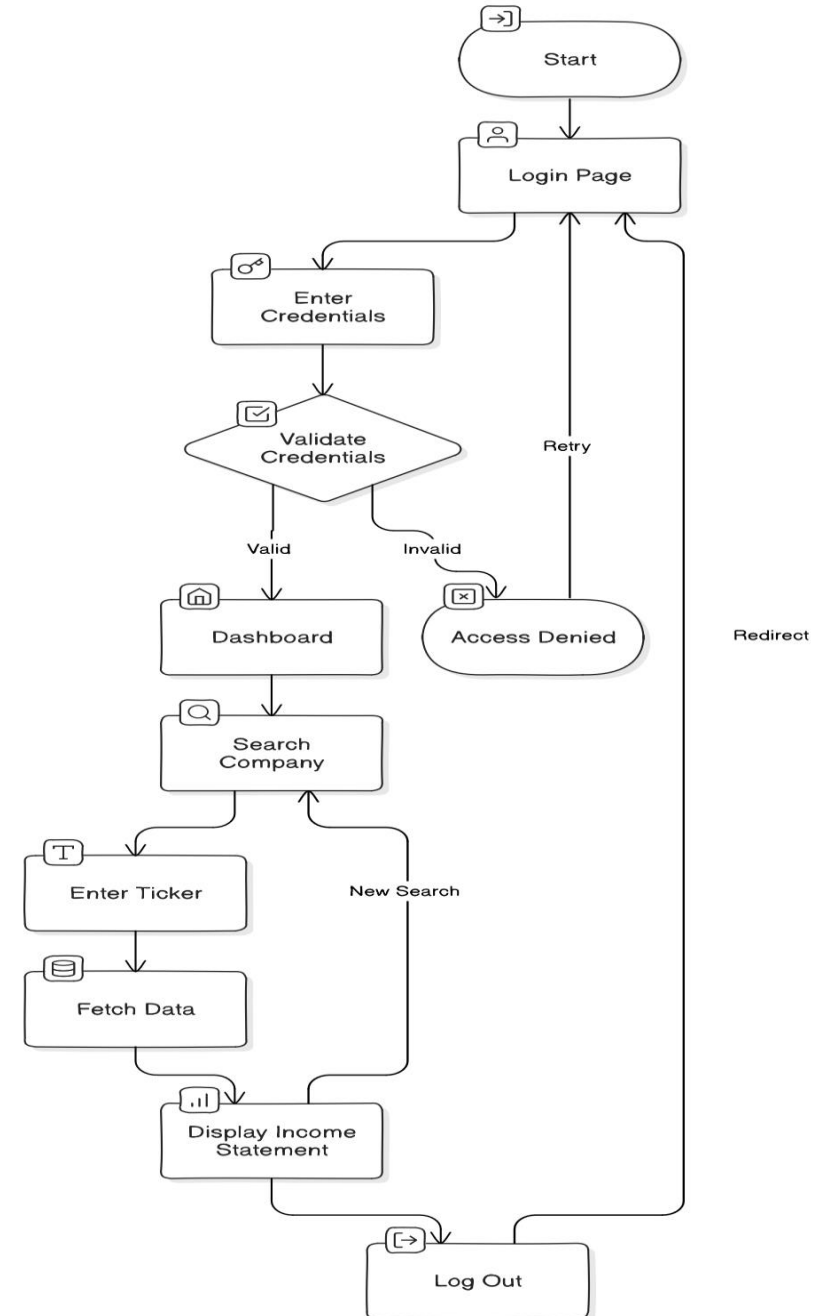 Start
Login Page
Enter
Credentials
Validate
Credentials
Retry
Valid
Invalid
Dashboard
Access Denied
Redirect
Search
Company
Enter Ticker
New Search
Fetch Data
Display Income
Statement
Log Out